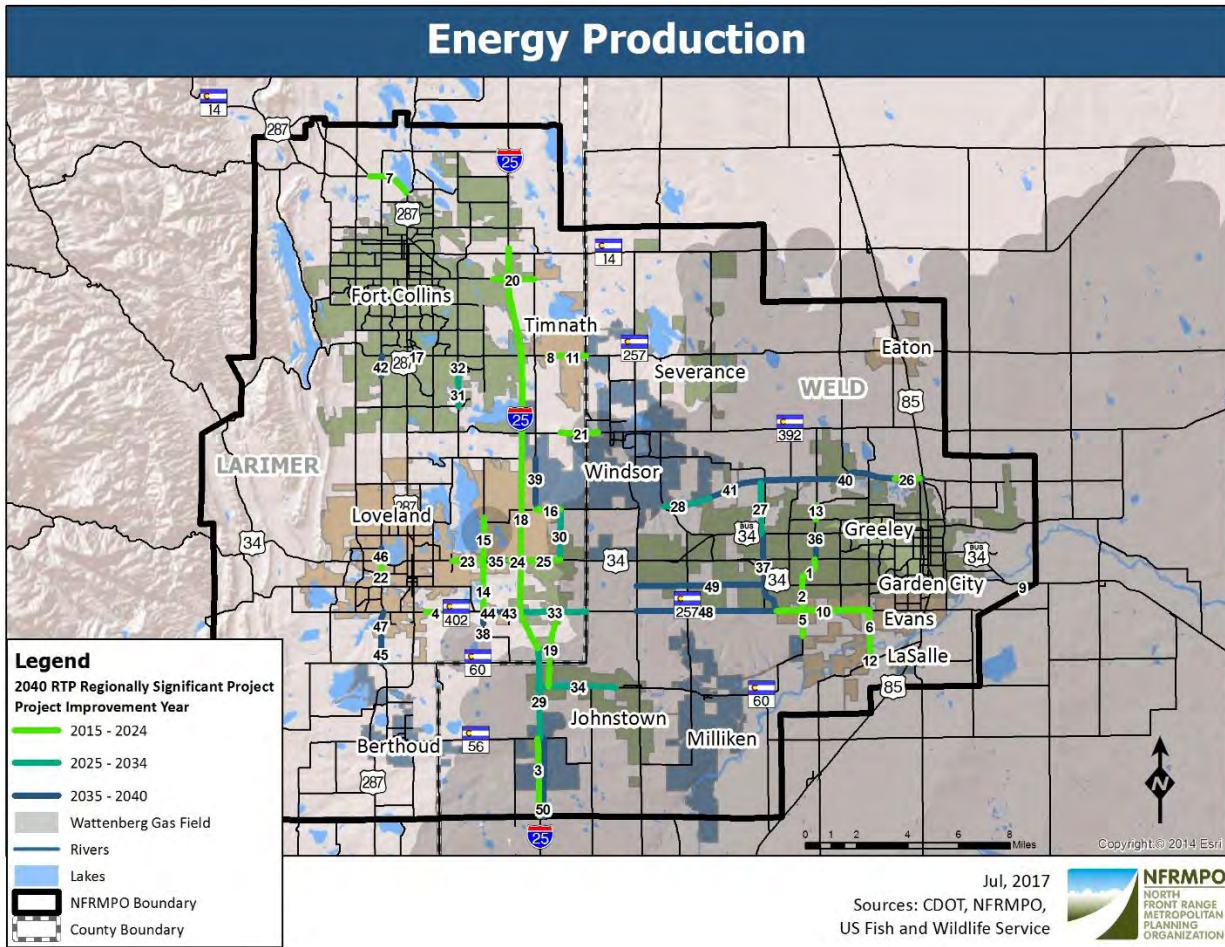 Energy Production
14
287
25
7
287
14
20
Fort Collins
Timnath
Eaton
8
11
257
42
287
17
32
Severance
WELD
85
31
25
392
21
LARIMER
Windsor
39
41
40
26
28
27
287
Loveland
18
16
13
15
30
BUS
34
Greeley
36
34
46
23
35
24
25
34
37
BUS
34
22
1
34
Garden City
9
14
49
2
4
402
44
43
33
257
48
10
Evans
47
38
5
6
45
60
19
12
LaSalle
34
60
85
29
Johnstown
Berthoud
56
Milliken
287
3
50
25
Legend
2040 RTP Regionally Significant Project
Project Improvement Year
2015 - 2024
2025 - 2034
2035 - 2040
Wattenberg Gas Field
Rivers
Lakes
NFRMPO Boundary
County Boundary
N
0 1 2 4 6 8
Miles
Copyright:© 2014 Esri
Jul, 2017
Sources: CDOT, NFRMPO,
US Fish and Wildlife Service
NFRMPO
NORTH
FRONT RANGE
METROPOLITAN
PLANNING
ORGANIZATION